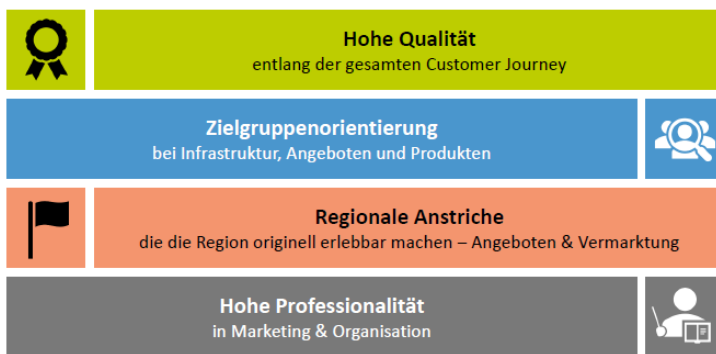 Hohe Qualität
entlang der gesamten Customer Journey
Zielgruppenorientierung
bei Infrastruktur, Angeboten und Produkten
Regionale Anstriche
die die Region originell erlebbar machen – Angeboten & Vermarktung
Hohe Professionalität
in Marketing & Organisation